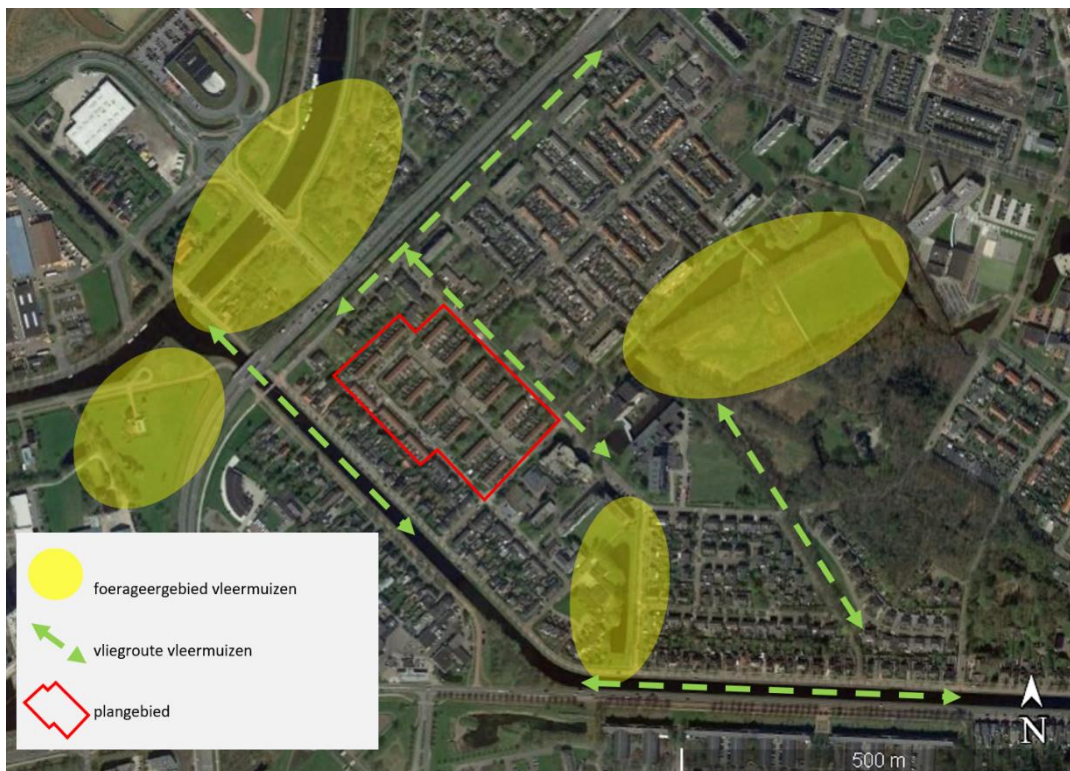 foerageergebied vleermuizen
vliegroute vleermuizen
plangebied
N
500 m